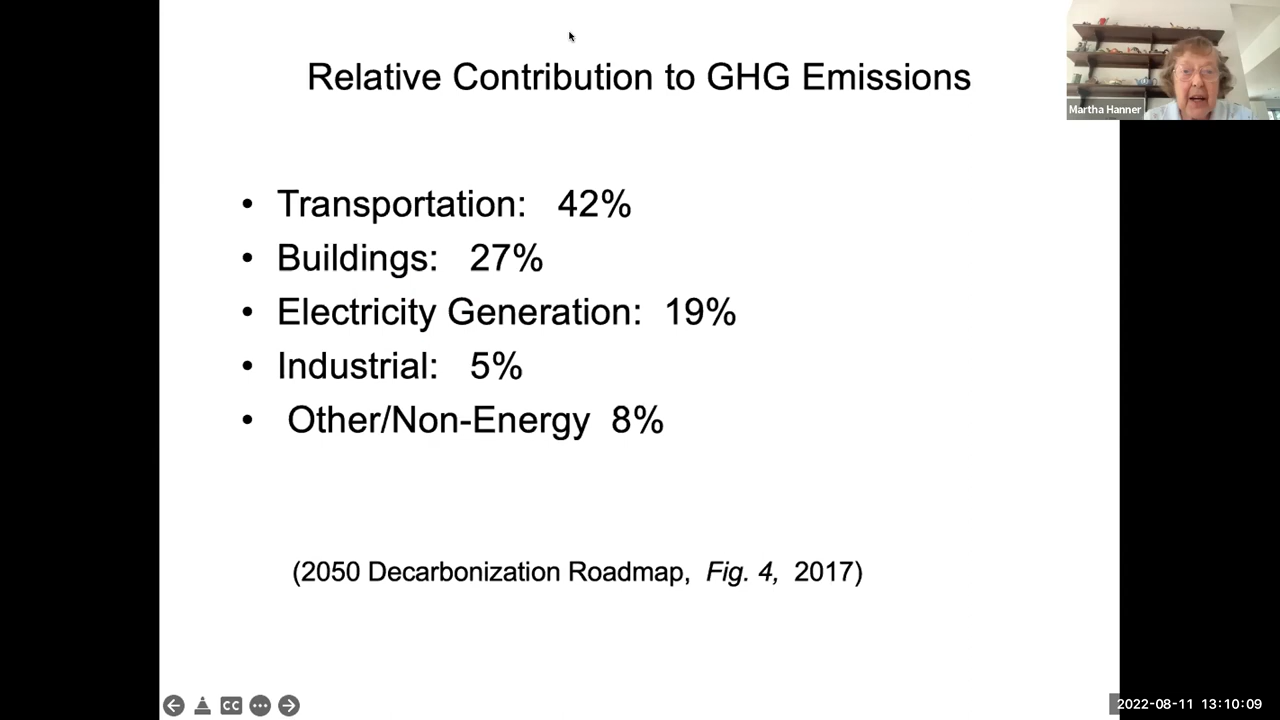 Relative Contribution to GHG Emissions
Martha Hanner
• Transportation: 42%
• Buildings: 27%
• Electricity Generation: 19%
• Industrial: 5%
• Other/Non-Energy 8%
(2050 Decarbonization Roadmap, Fig. 4, 2017)
CC
2022-08-11 13:10:09